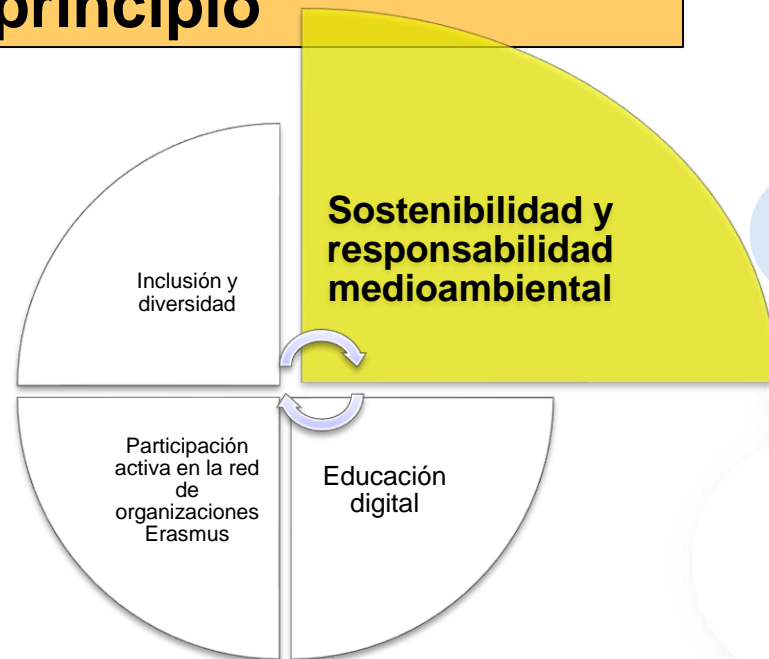 principio
Sostenibilidad y
responsabilidad
medioambiental
Inclusión y
diversidad
Participación
activa en la red
de
organizaciones
Erasmus
Educación
digital